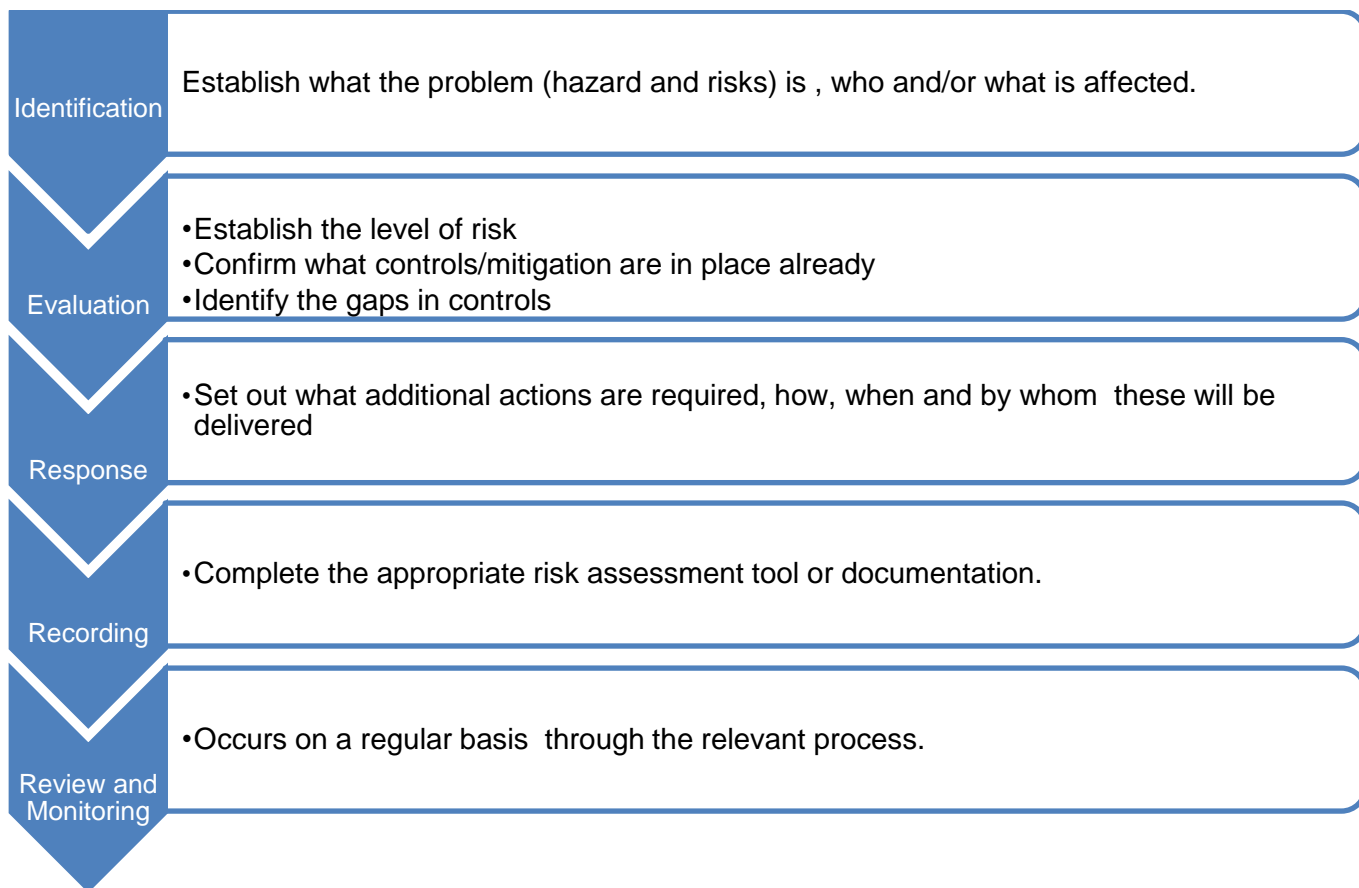 Identification
Establish what the problem (hazard and risks) is , who and/or what is affected.
Evaluation
•Establish the level of risk
•Confirm what controls/mitigation are in place already
•Identify the gaps in controls
Response
•Set out what additional actions are required, how, when and by whom  these will be
delivered
Recording
•Complete the appropriate risk assessment tool or documentation.
Review and
Monitoring
•Occurs on a regular basis  through the relevant process.